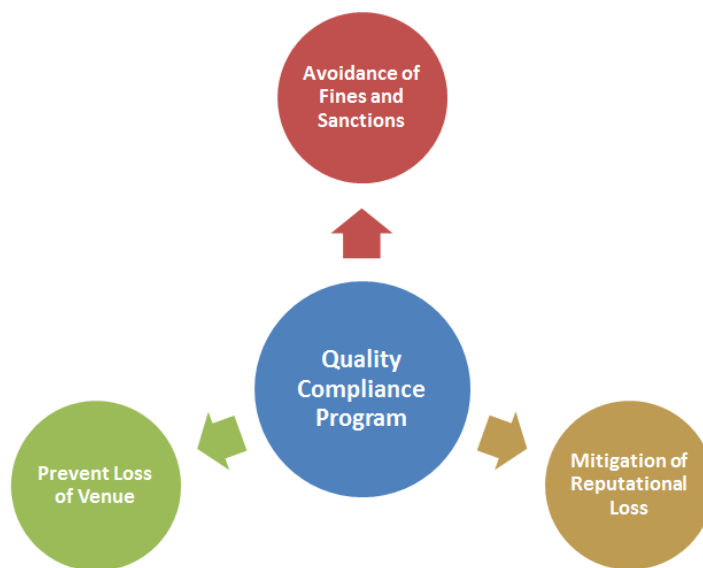 Avoidance of
Fines and
Sanctions
Quality
Compliance
Program
Prevent Loss
of Venue
Mitigation of
Reputational
Loss